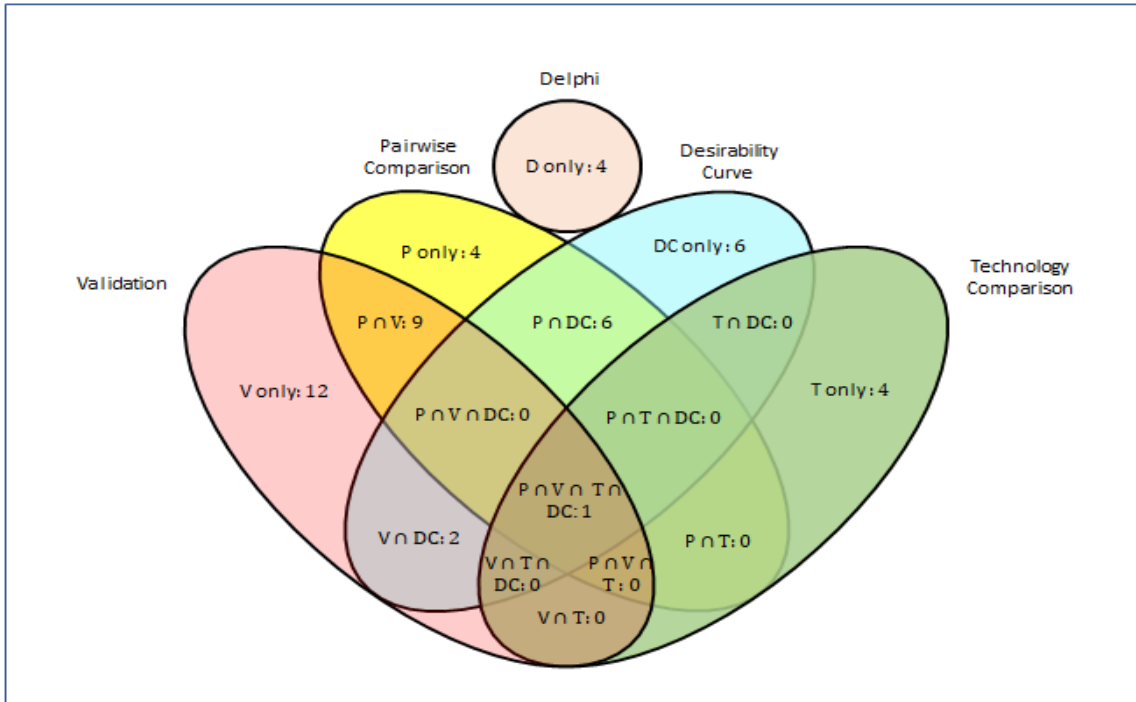 Delphi
Pairwise
Comparison
Desirability
Curve
D only: 4
Validation
Technology
Comparison
P only: 4
DC only: 6
P ∩ V: 9
P ∩ DC: 6
T ∩ DC: 0
V only: 12
P ∩ V ∩ DC: 0
P ∩ T ∩ DC: 0
T only: 4
P ∩ V ∩ T ∩
DC: 1
V ∩ DC: 2
P ∩ T: 0
V ∩ T ∩
DC: 0
P ∩ V ∩
T: 0
V ∩ T: 0